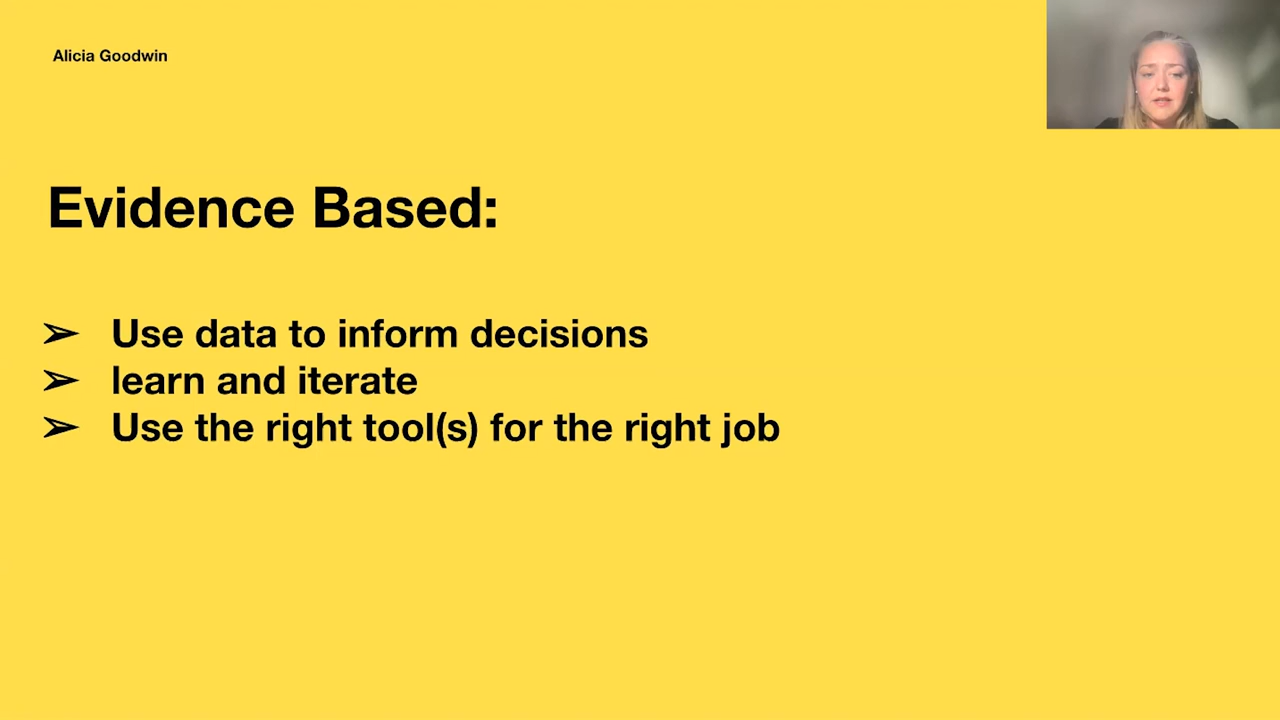 Alicia Goodwin
Evidence Based:
➢ Use data to inform decisions
➢ learn and iterate
➢ Use the right tool(s) for the right job